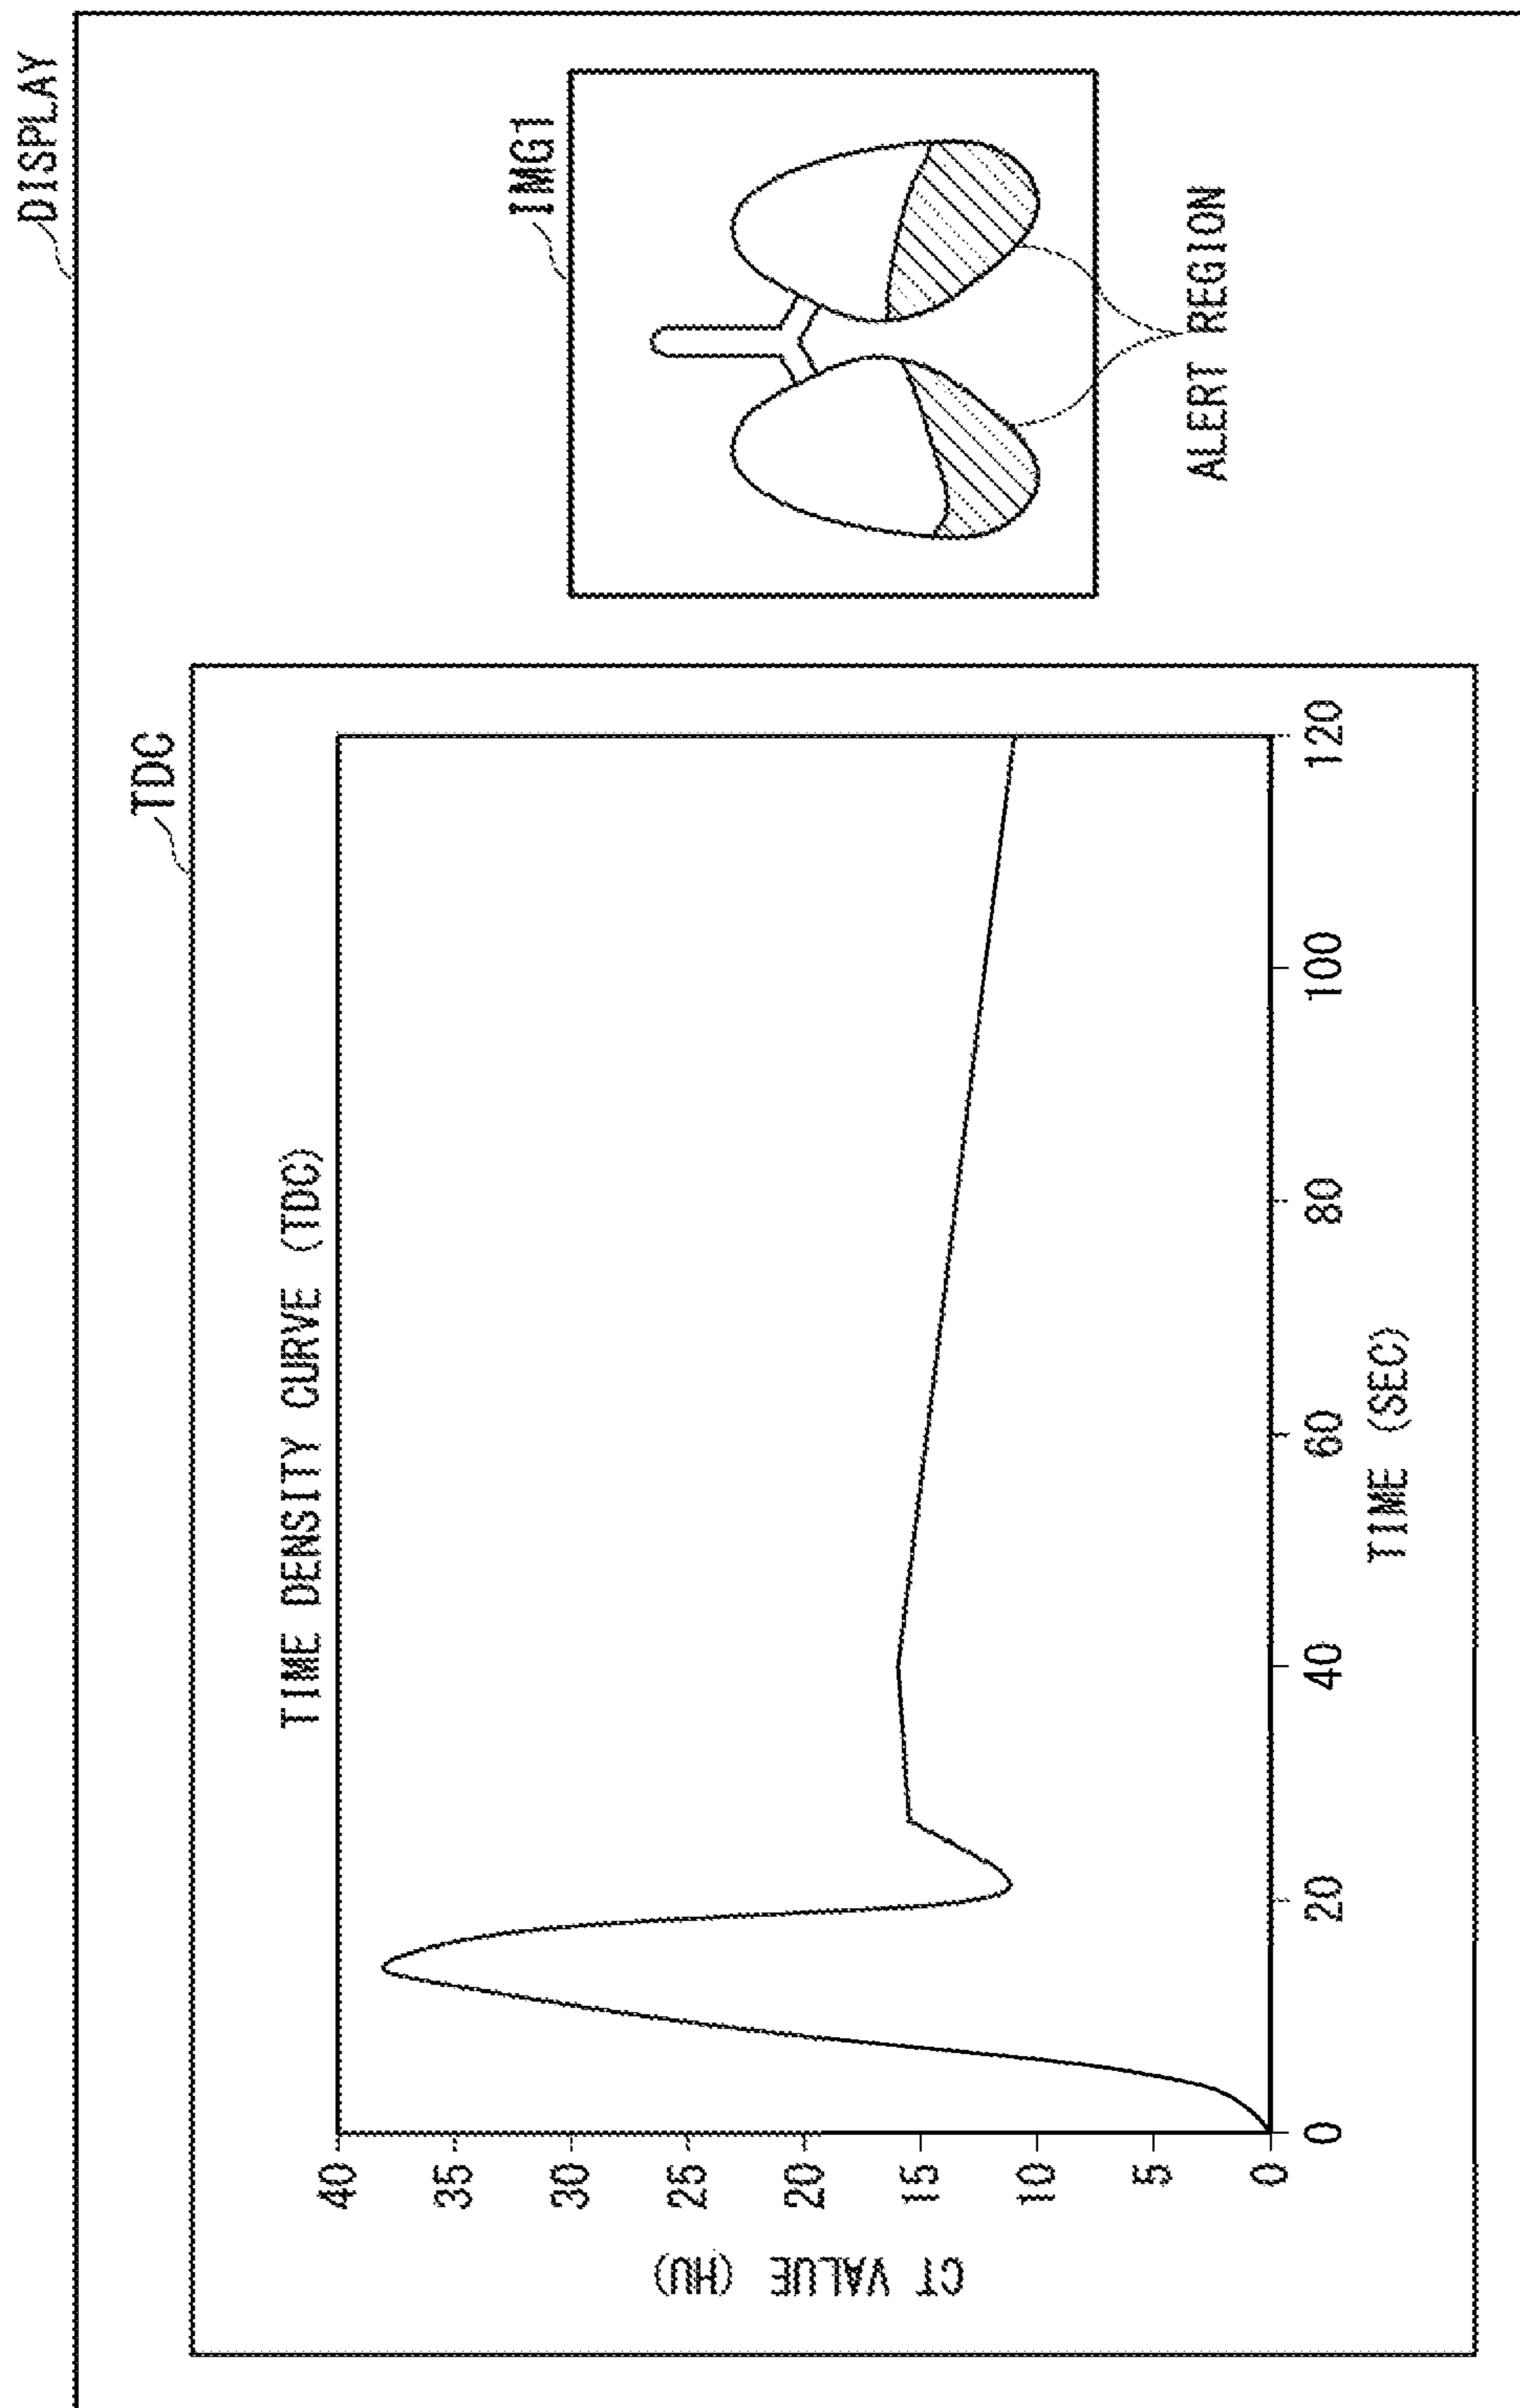 DISPLAY
TDC
TIME DENSITY CURVE (TDC)
CT VALUE (HU)
40
35
30
25
20
15
10
5
0
0 20 40 60 80 100 120
TIME (SEC)
IMG1
ALERT REGION